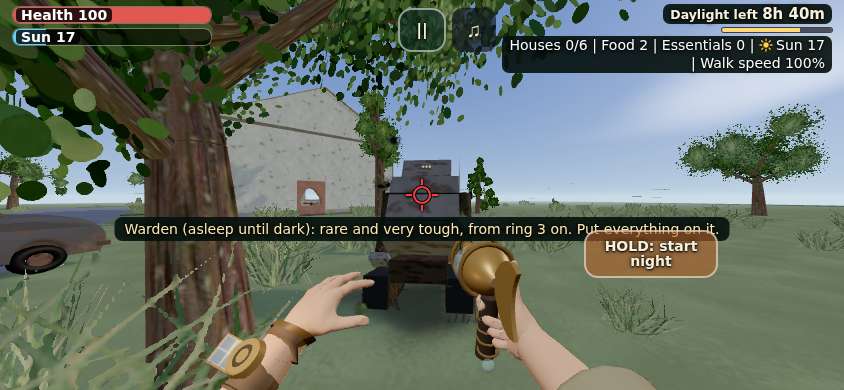 Health 100
Sun 17
Daylight left 8h 40m
Houses 0/6 | Food 2 | Essentials 0 | ☀ Sun 17
| Walk speed 100%
Warden (asleep until dark): rare and very tough, from ring 3 on. Put everything on it.
HOLD: start
night